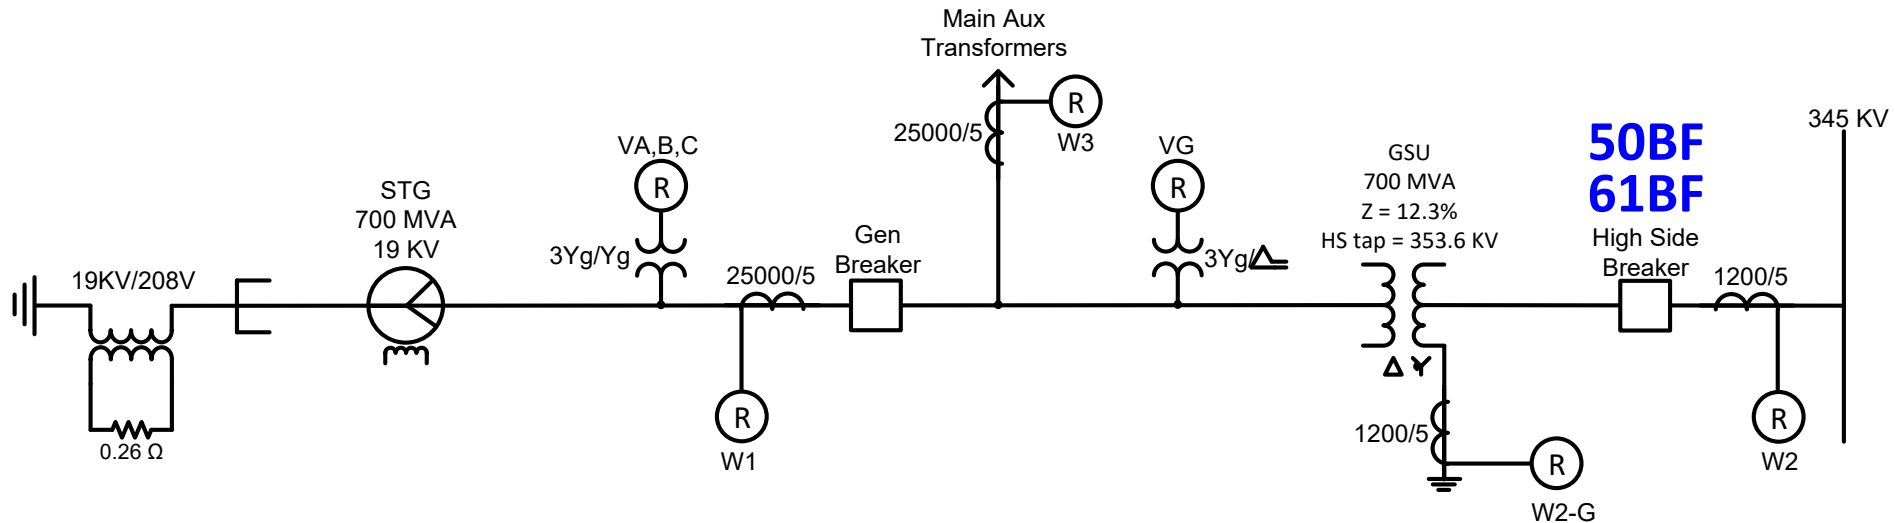 Main Aux
Transformers
R
W3
25000/5
VA,B,C
R
3Yg/Yg
STG
700 MVA
19 KV
19KV/208V
0.26 Ω
25000/5
R
W1
Gen
Breaker
VG
R
3Yg/
GSU
700 MVA
Z = 12.3%
HS tap = 353.6 KV
1200/5
R
W2-G
50BF
61BF
High Side
Breaker
1200/5
R
W2
345 KV